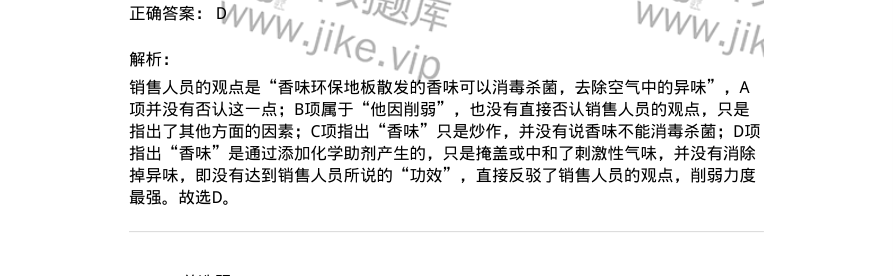 正确答案： D
刷题库
www.jike.vip
www.jik
解析：
销售人员的观点是“香味环保地板散发的香味可以消毒杀菌，去除空气中的异味”，A
项并没有否认这一点；B项属于“他因削弱”，也没有直接否认销售人员的观点，只是
指出了其他方面的因素；C项指出“香味”只是炒作，并没有说香味不能消毒杀菌；D项
指出“香味”是通过添加化学助剂产生的，只是掩盖或中和了刺激性气味，并没有消除
掉异味，即没有达到销售人员所说的“功效”，直接反驳了销售人员的观点，削弱力度
最强。故选D。